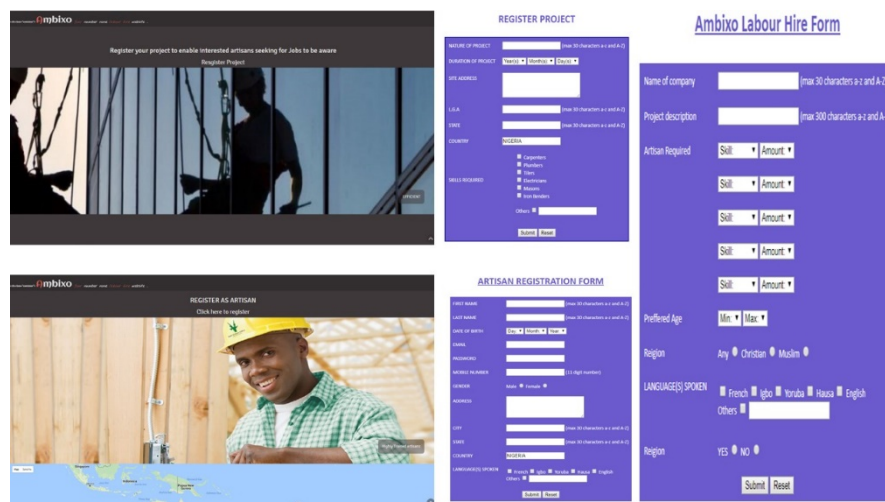 Ambixo
Register your project to enable interested artisans seeking for Jobs to be aware
Resgister Project
REGISTER PROJECT
NATURE OF PROJECT (max 30 characters a-z and A-Z)
DURATION OF PROJECT Year(s) Month(s) Day(s)
SITE ADDRESS
L.G.A (max 30 characters a-z and A-Z)
STATE (max 30 characters a-z and A-Z)
COUNTRY NIGERIA
SKILLS REQUIRED
Carpenters
Plumbers
Tilers
Electricians
Masons
Iron Benders
Others
Submit Reset
Ambixo
REGISTER AS ARTISAN
Click here to register
ARTISAN REGISTRATION FORM
FIRST NAME (max 30 characters a-z and A-Z)
LAST NAME (max 30 characters a-z and A-Z)
DATE OF BIRTH Day Month Year
EMAIL
PASSWORD
MOBILE NUMBER (11 digit number)
GENDER Male Female
ADDRESS
CITY (max 30 characters a-z and A-Z)
STATE (max 30 characters a-z and A-Z)
COUNTRY NIGERIA
LANGUAGE(S) SPOKEN French Igbo Yoruba Hausa English
Others
Submit Reset
Ambixo Labour Hire Form
Name of company (max 30 characters a-z and A-Z
Project description (max 300 characters a-z and A-
Artisan Required Skill: Amount:
Skill: Amount:
Skill: Amount:
Skill: Amount:
Skill: Amount:
Preffered Age Min: Max:
Reigion Any Christian Muslim
LANGUAGE(S) SPOKEN French Igbo Yoruba Hausa English
Others
Reigion YES NO
Submit Reset